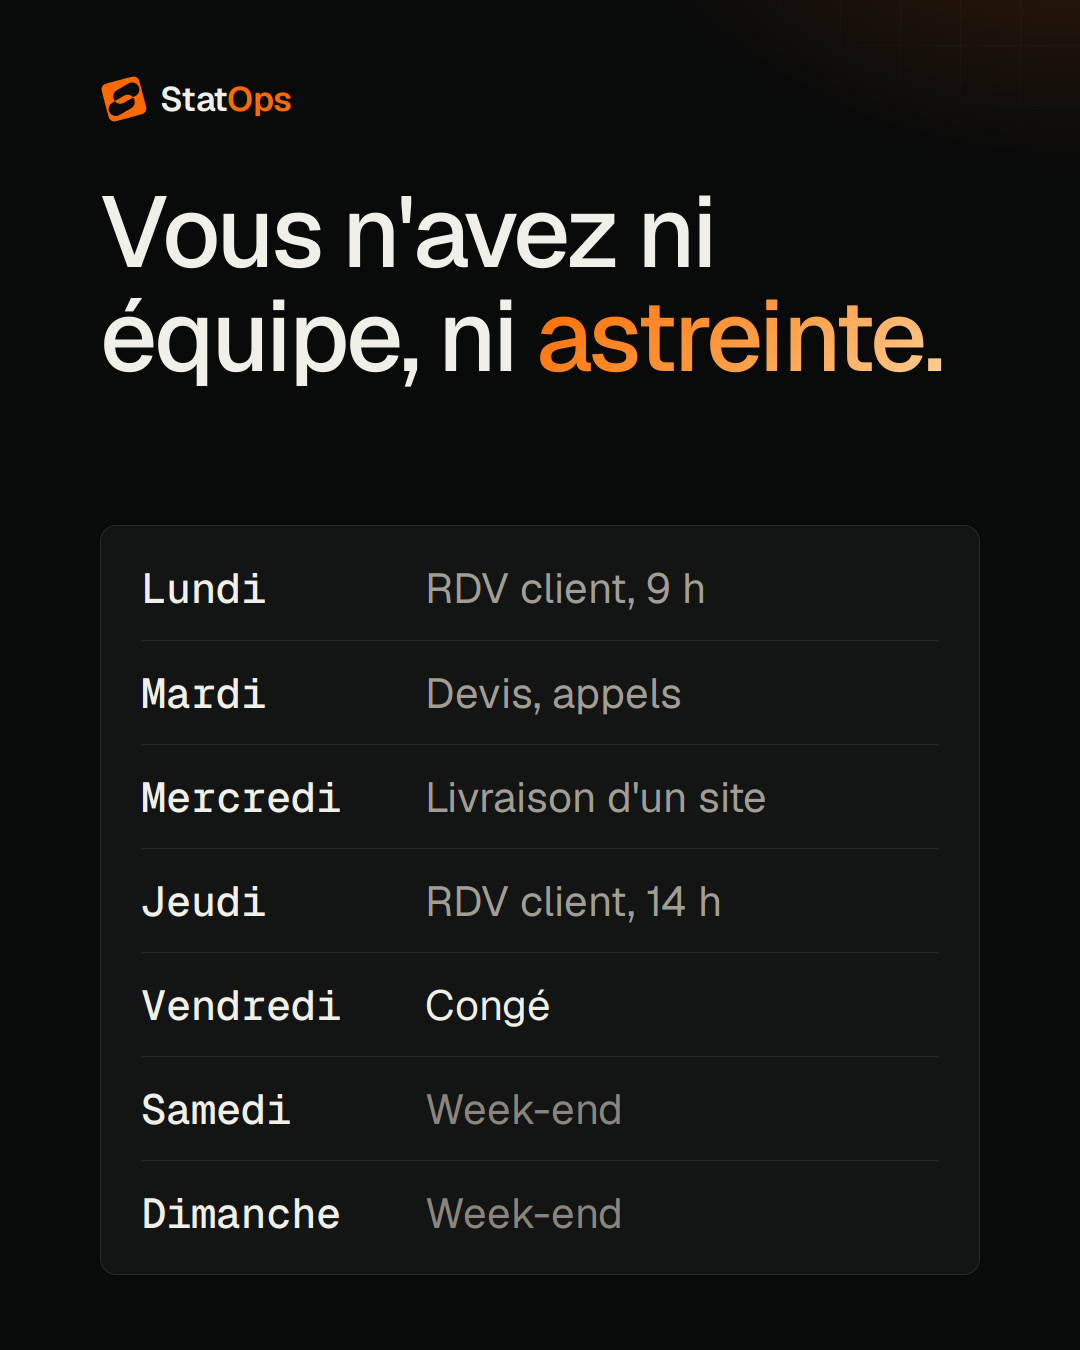 StatOps
Vous n'avez ni
équipe, ni astreinte.
Lundi RDV client, 9 h
Mardi Devis, appels
Mercredi Livraison d'un site
Jeudi RDV client, 14 h
Vendredi Congé
Samedi Week-end
Dimanche Week-end